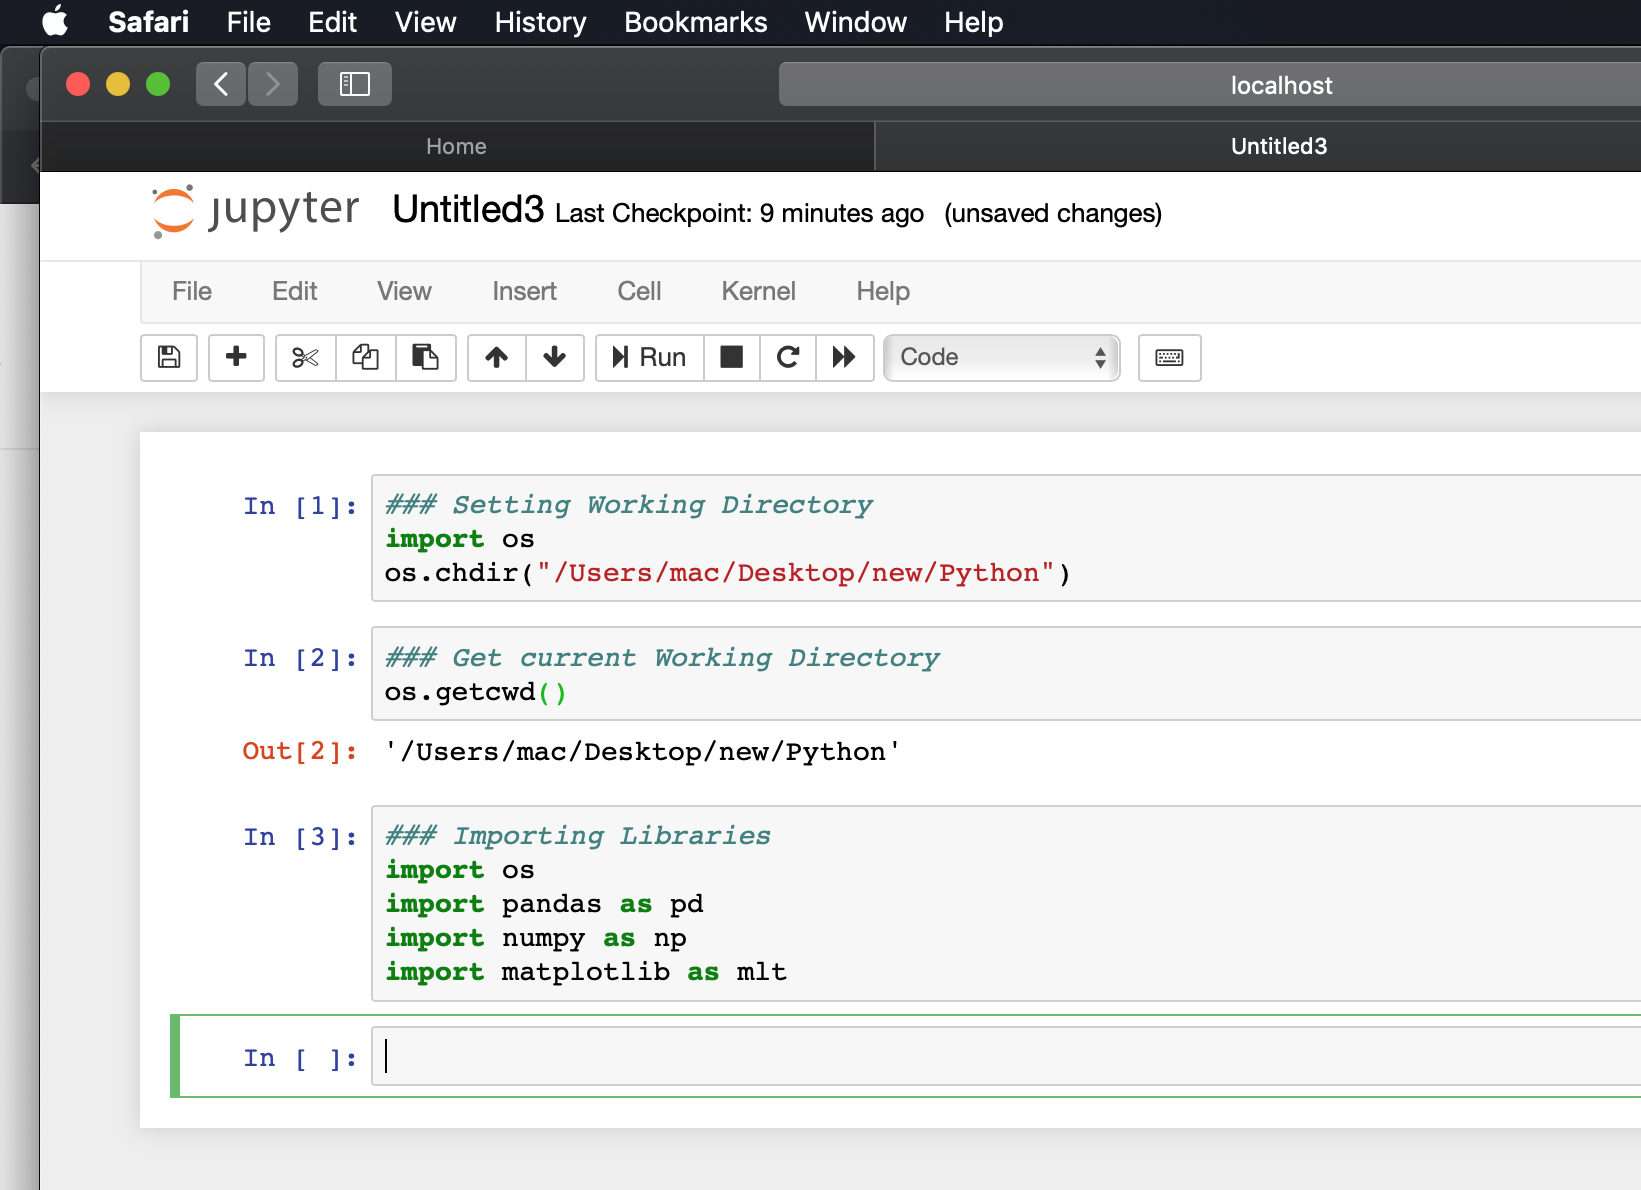 Safari File Edit View History Bookmarks Window Help
localhost
Home Untitled3
jupyter Untitled3 Last Checkpoint: 9 minutes ago (unsaved changes)
File Edit View Insert Cell Kernel Help
Run Code
In [1]: ### Setting Working Directory
import os
os.chdir("/Users/mac/Desktop/new/Python")
In [2]: ### Get current Working Directory
os.getcwd()
Out[2]: '/Users/mac/Desktop/new/Python'
In [3]: ### Importing Libraries
import os
import pandas as pd
import numpy as np
import matplotlib as mlt
In [ ]: